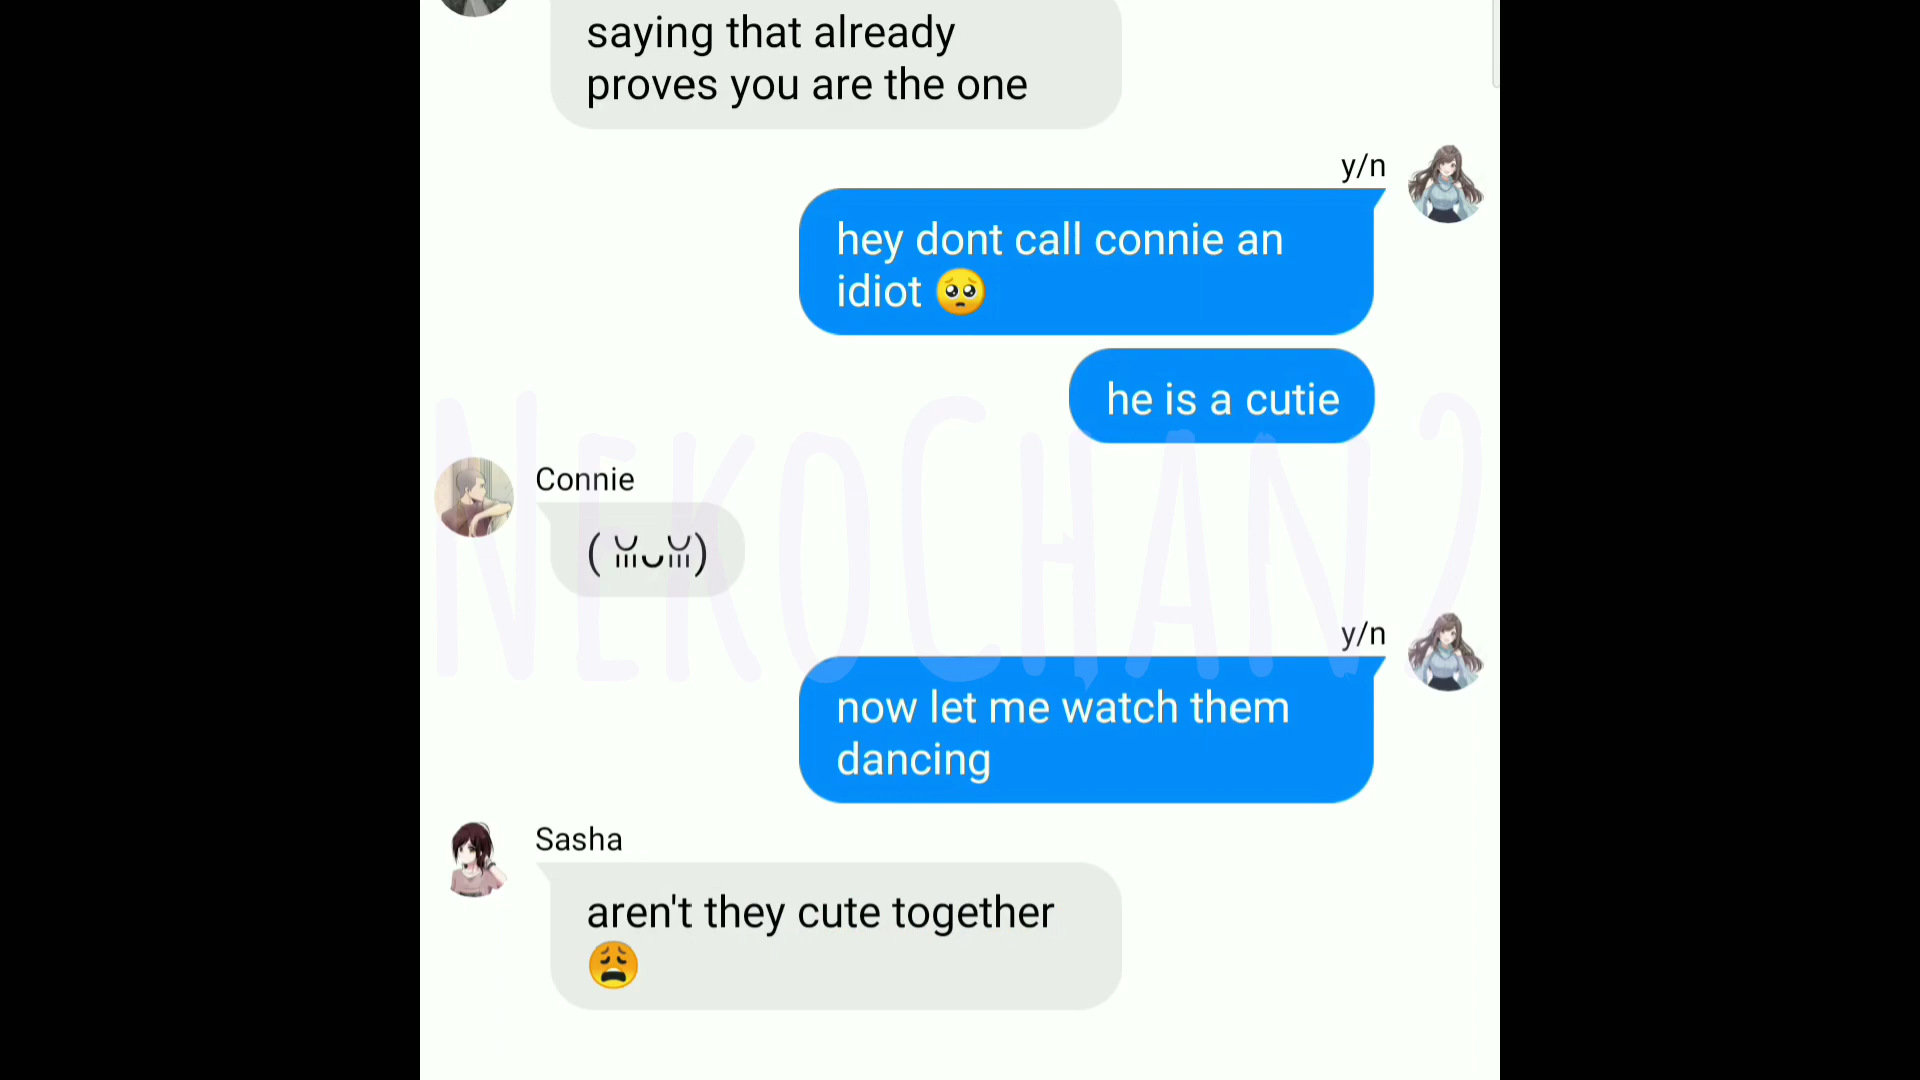 saying that already
proves you are the one
y/n
hey dont call connie an
idiot 🥺
he is a cutie
Connie
( ꈍᴗꈍ)
y/n
now let me watch them
dancing
Sasha
aren't they cute together
😩
NEKOCHAN2